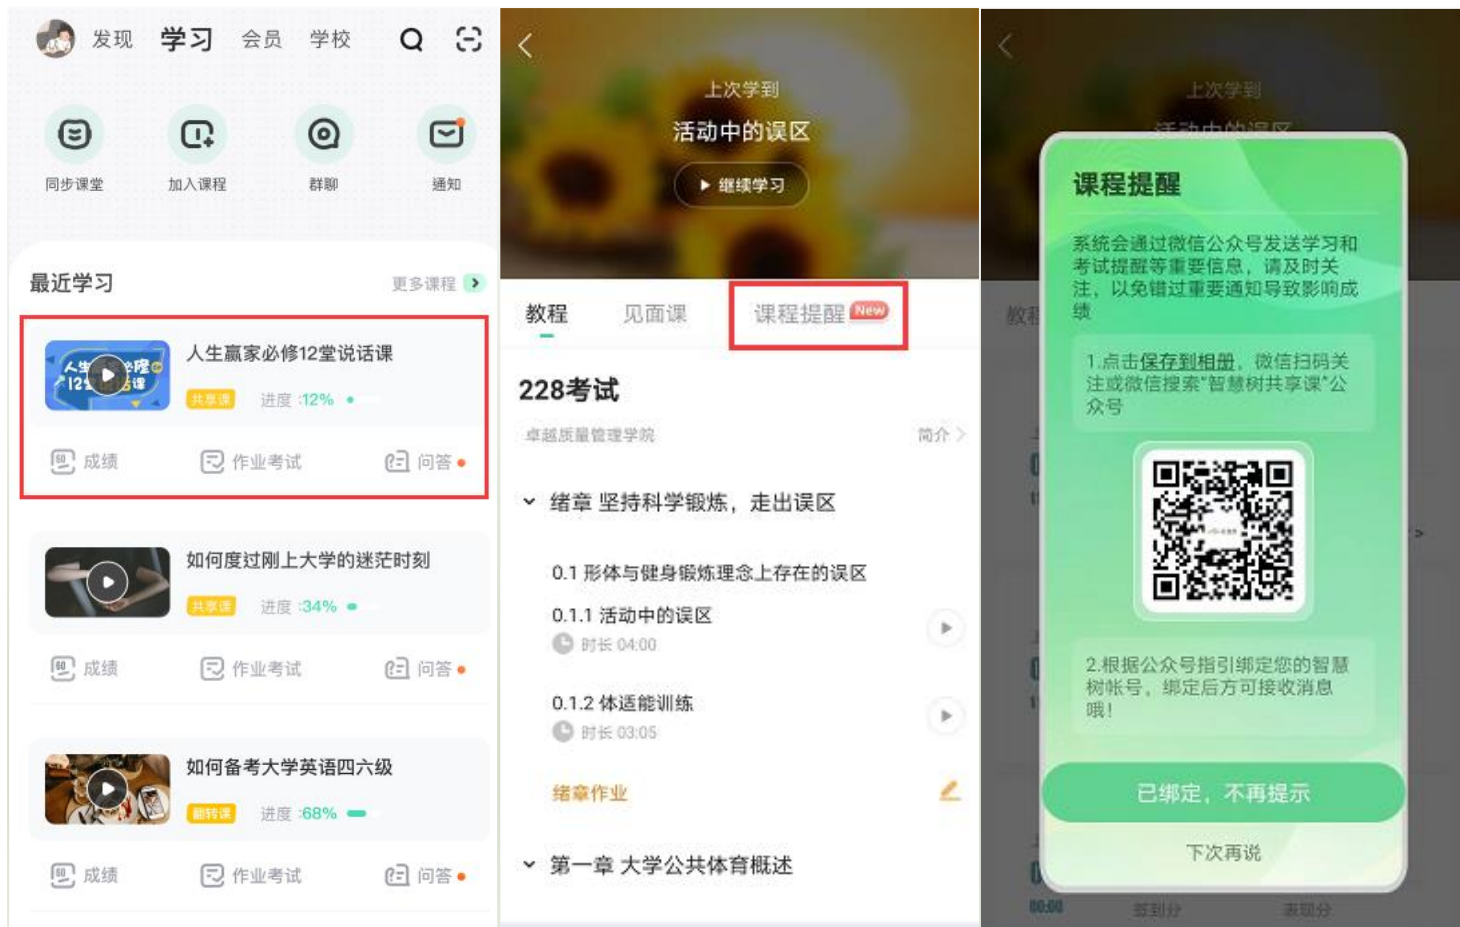 发现 学习 会员 学校
同步课堂 加入课程 群聊 通知
最近学习 更多课程
人生赢家必修12堂说话课
共享课 进度:12%
成绩 作业考试 问答
如何度过刚上大学的迷茫时刻
共享课 进度:34%
成绩 作业考试 问答
如何备考大学英语四六级
翻转课 进度:68%
成绩 作业考试 问答
上次学到
活动中的误区
继续学习
教程 见面课 课程提醒 New
228考试
卓越质量管理学院 简介
绪章 坚持科学锻炼，走出误区
0.1 形体与健身锻炼理念上存在的误区
0.1.1 活动中的误区
时长 04:00
0.1.2 体适能训练
时长 03:05
绪章作业
第一章 大学公共体育概述
上次学到
课程提醒
系统会通过微信公众号发送学习和
考试提醒等重要信息，请及时关
注，以免错过重要通知导致影响成
绩
1.点击保存到相册，微信扫码关
注或微信搜索"智慧树共享课"公
众号
2.根据公众号指引绑定您的智慧
树帐号，绑定后方可接收消息
哦！
已绑定，不再提示
下次再说
00:00 签到分 表现分